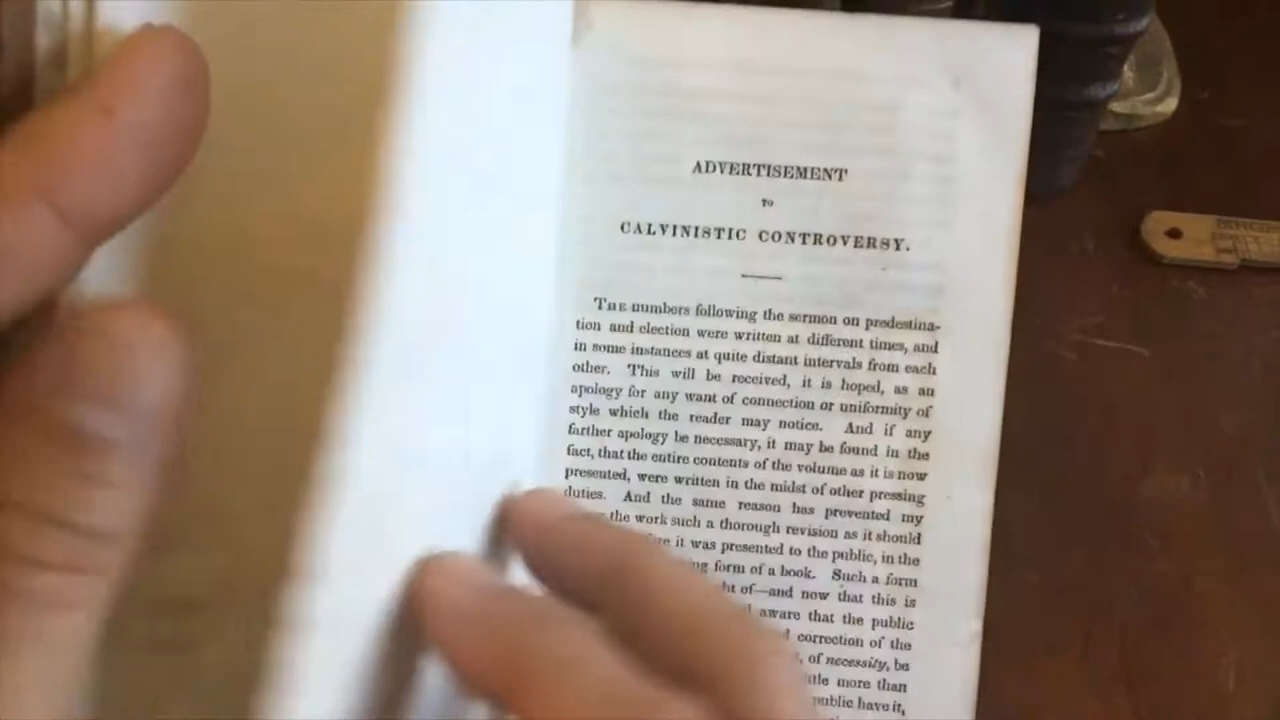 ADVERTISEMENT
TO
CALVINISTIC CONTROVERSY.
THE numbers following the sermon on predestina-
tion and election were written at different times, and
in some instances at quite distant intervals from each
other. This will be received, it is hoped, as an
apology for any want of connection or uniformity of
style which the reader may notice. And if any
farther apology be necessary, it may be found in the
fact, that the entire contents of the volume as it is now
presented, were written in the midst of other pressing
duties. And the same reason has prevented my
the work such a thorough revision as it should
it was presented to the public, in the
form of a book. Such a form
of—and now that this is
aware that the public
correction of the
, of necessity, be
more than
public have it,